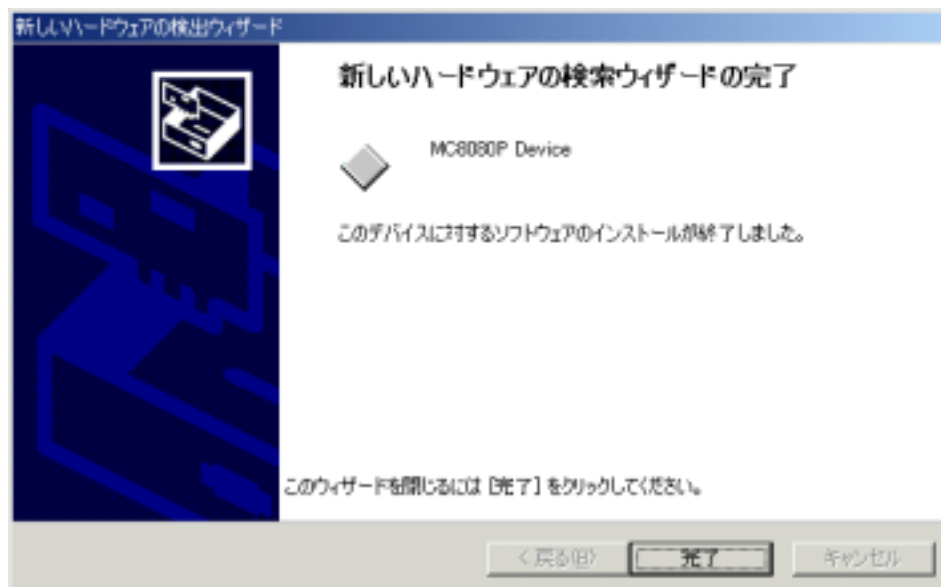 新しいハードウェアの検出ウィザード
新しいハードウェアの検索ウィザードの完了
MC8080P Device
このデバイスに対するソフトウェアのインストールが終了しました。
このウィザードを閉じるには [完了] をクリックしてください。
< 戻る(B)
完了
キャンセル